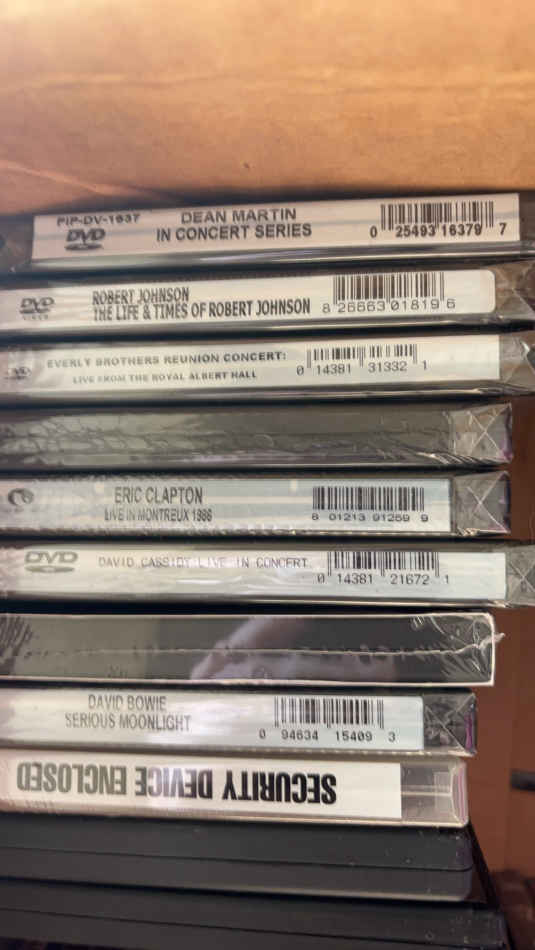 PIP-DV-1637
DVD
DEAN MARTIN
IN CONCERT SERIES
0 25493 16379 7
DVD
VIDEO
ROBERT JOHNSON
THE LIFE & TIMES OF ROBERT JOHNSON
8 26663 01819 6
DVD
EVERLY BROTHERS REUNION CONCERT:
LIVE FROM THE ROYAL ALBERT HALL
0 14381 31332 1
ERIC CLAPTON
LIVE IN MONTREUX 1986
8 01213 91269 9
DVD
DAVID CASSIDY LIVE IN CONCERT
0 14381 21672 1
DAVID BOWIE
SERIOUS MOONLIGHT
0 94634 15409 3
SECURITY DEVICE ENCLOSED